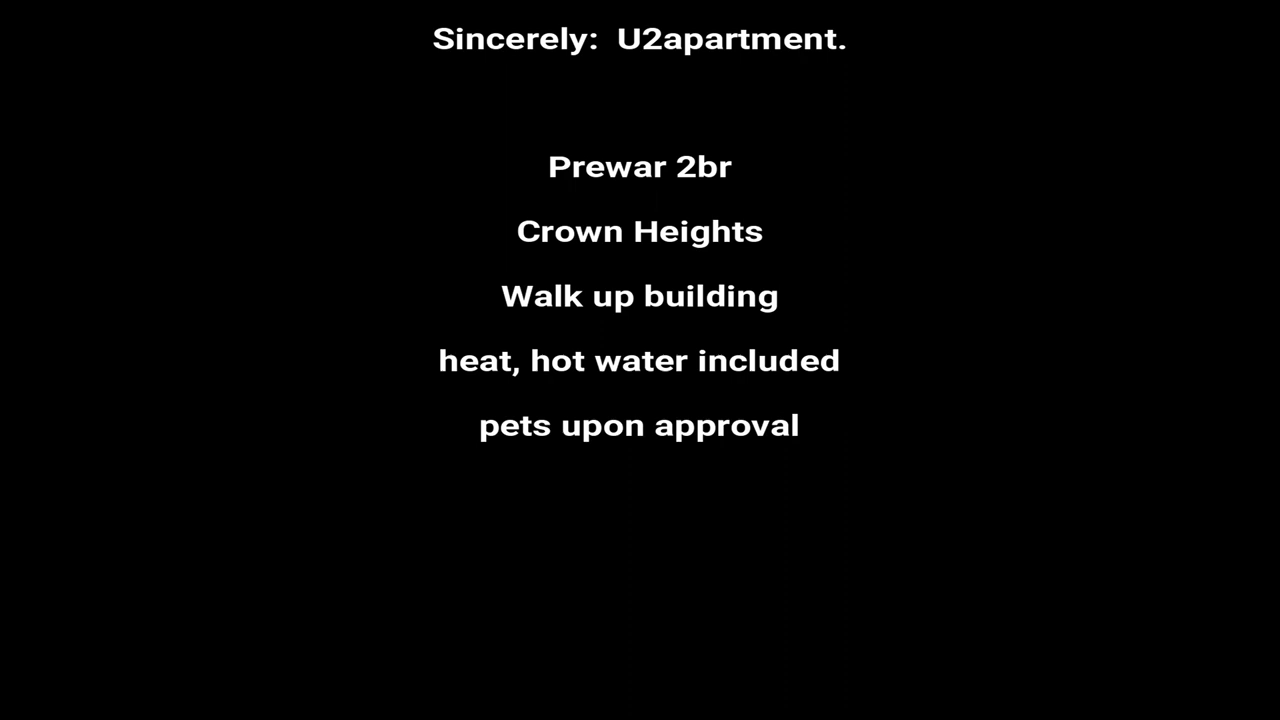 Sincerely:  U2apartment.
Prewar 2br
Crown Heights
Walk up building
heat, hot water included
pets upon approval